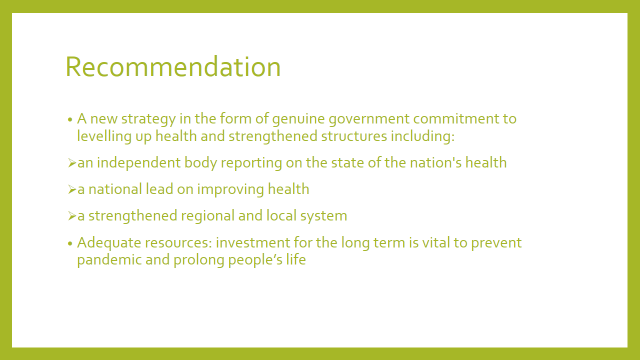 Recommendation
• A new strategy in the form of genuine government commitment to
levelling up health and strengthened structures including:
➢an independent body reporting on the state of the nation's health
➢a national lead on improving health
➢a strengthened regional and local system
• Adequate resources: investment for the long term is vital to prevent
pandemic and prolong people’s life